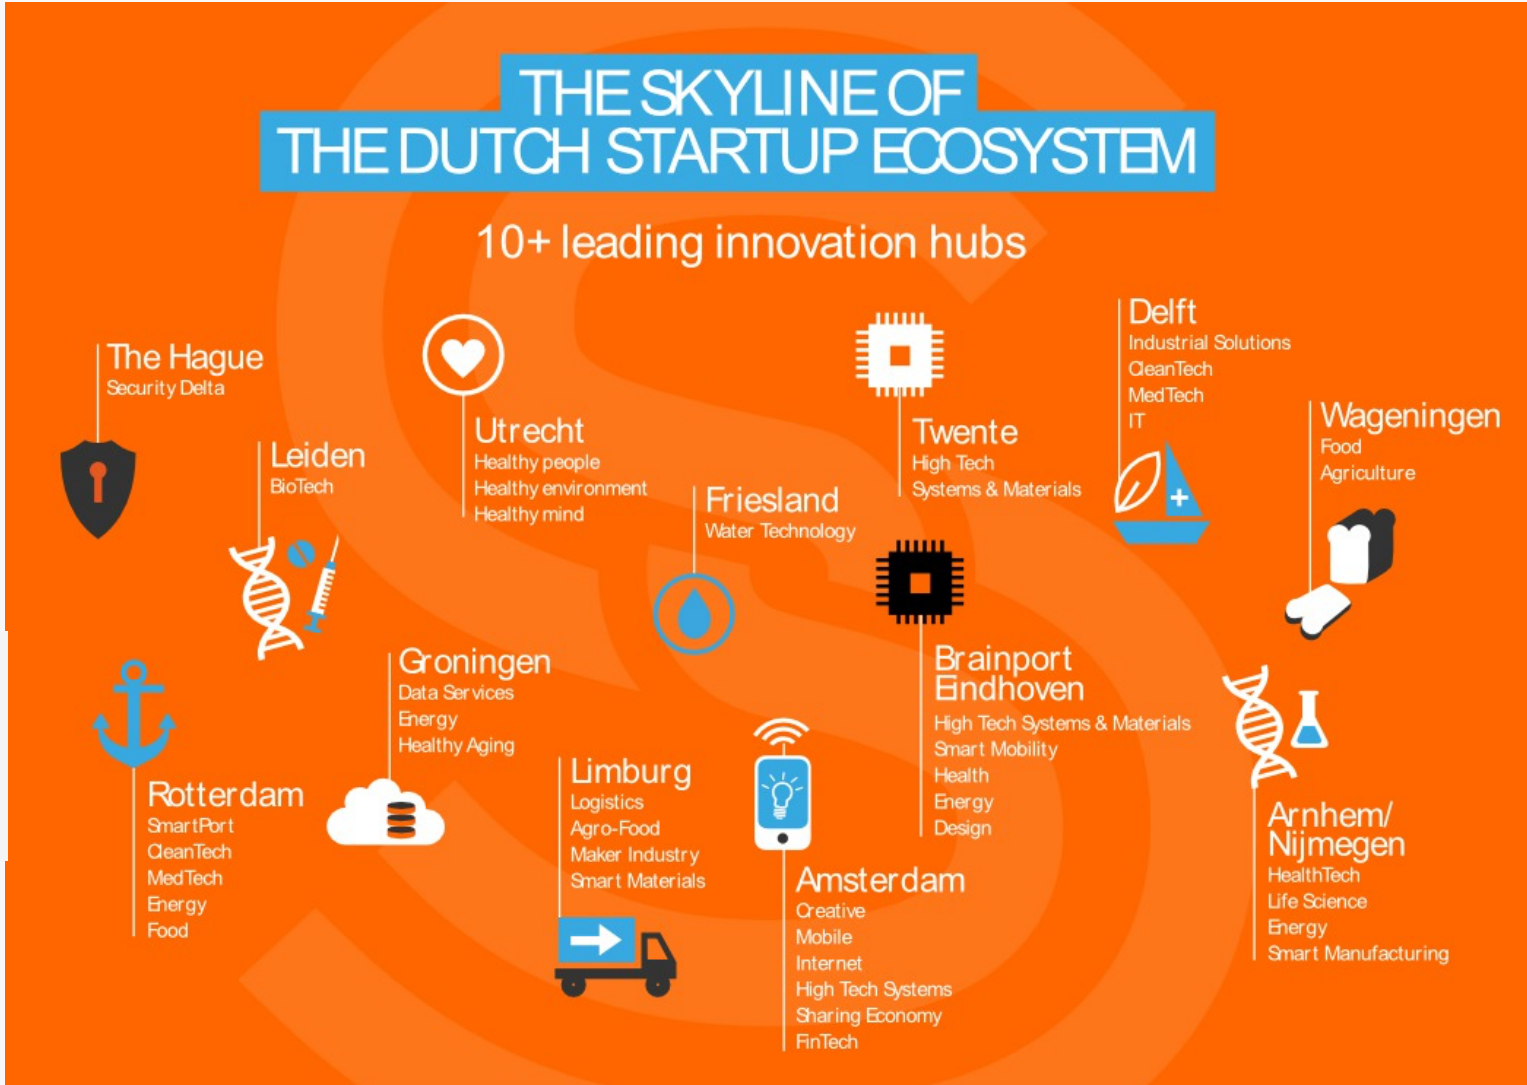 THE SKYLINE OF
THE DUTCH STARTUP ECOSYSTEM
10+ leading innovation hubs
The Hague
Security Delta
Leiden
BioTech
Utrecht
Healthy people
Healthy environment
Healthy mind
Friesland
Water Technology
Twente
High Tech
Systems & Materials
Delft
Industrial Solutions
CleanTech
MedTech
IT
Wageningen
Food
Agriculture
Rotterdam
SmartPort
CleanTech
MedTech
Energy
Food
Groningen
Data Services
Energy
Healthy Aging
Limburg
Logistics
Agro-Food
Maker Industry
Smart Materials
Amsterdam
Creative
Mobile
Internet
High Tech Systems
Sharing Economy
FinTech
Brainport
Eindhoven
High Tech Systems & Materials
Smart Mobility
Health
Energy
Design
Arnhem/
Nijmegen
HealthTech
Life Science
Energy
Smart Manufacturing